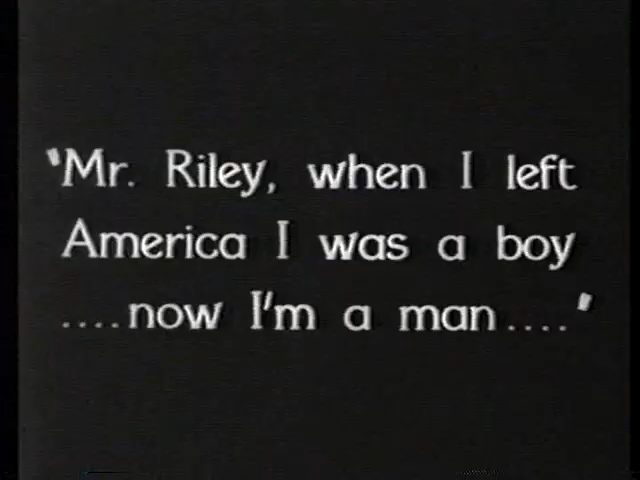 "Mr. Riley, when I left
America I was a boy
....now I'm a man...."